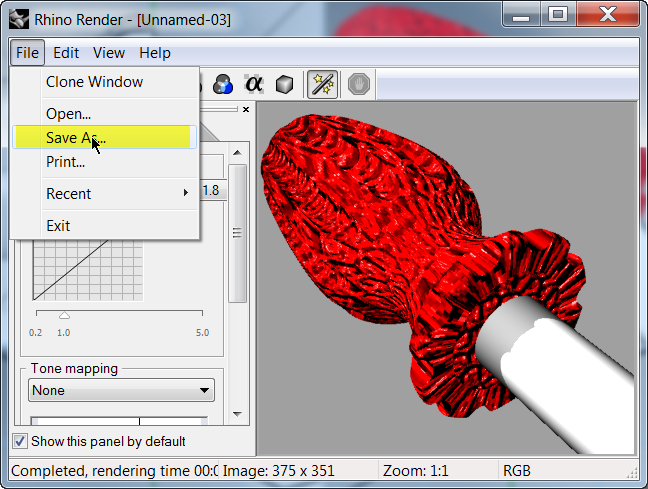 Rhino Render - [Unnamed-03]
File Edit View Help
Clone Window
Open...
Save As...
Print...
Recent
Exit
1.8
0.2 1.0 5.0
Tone mapping
None
Show this panel by default
Completed, rendering time 00:0 Image: 375 x 351 Zoom: 1:1 RGB